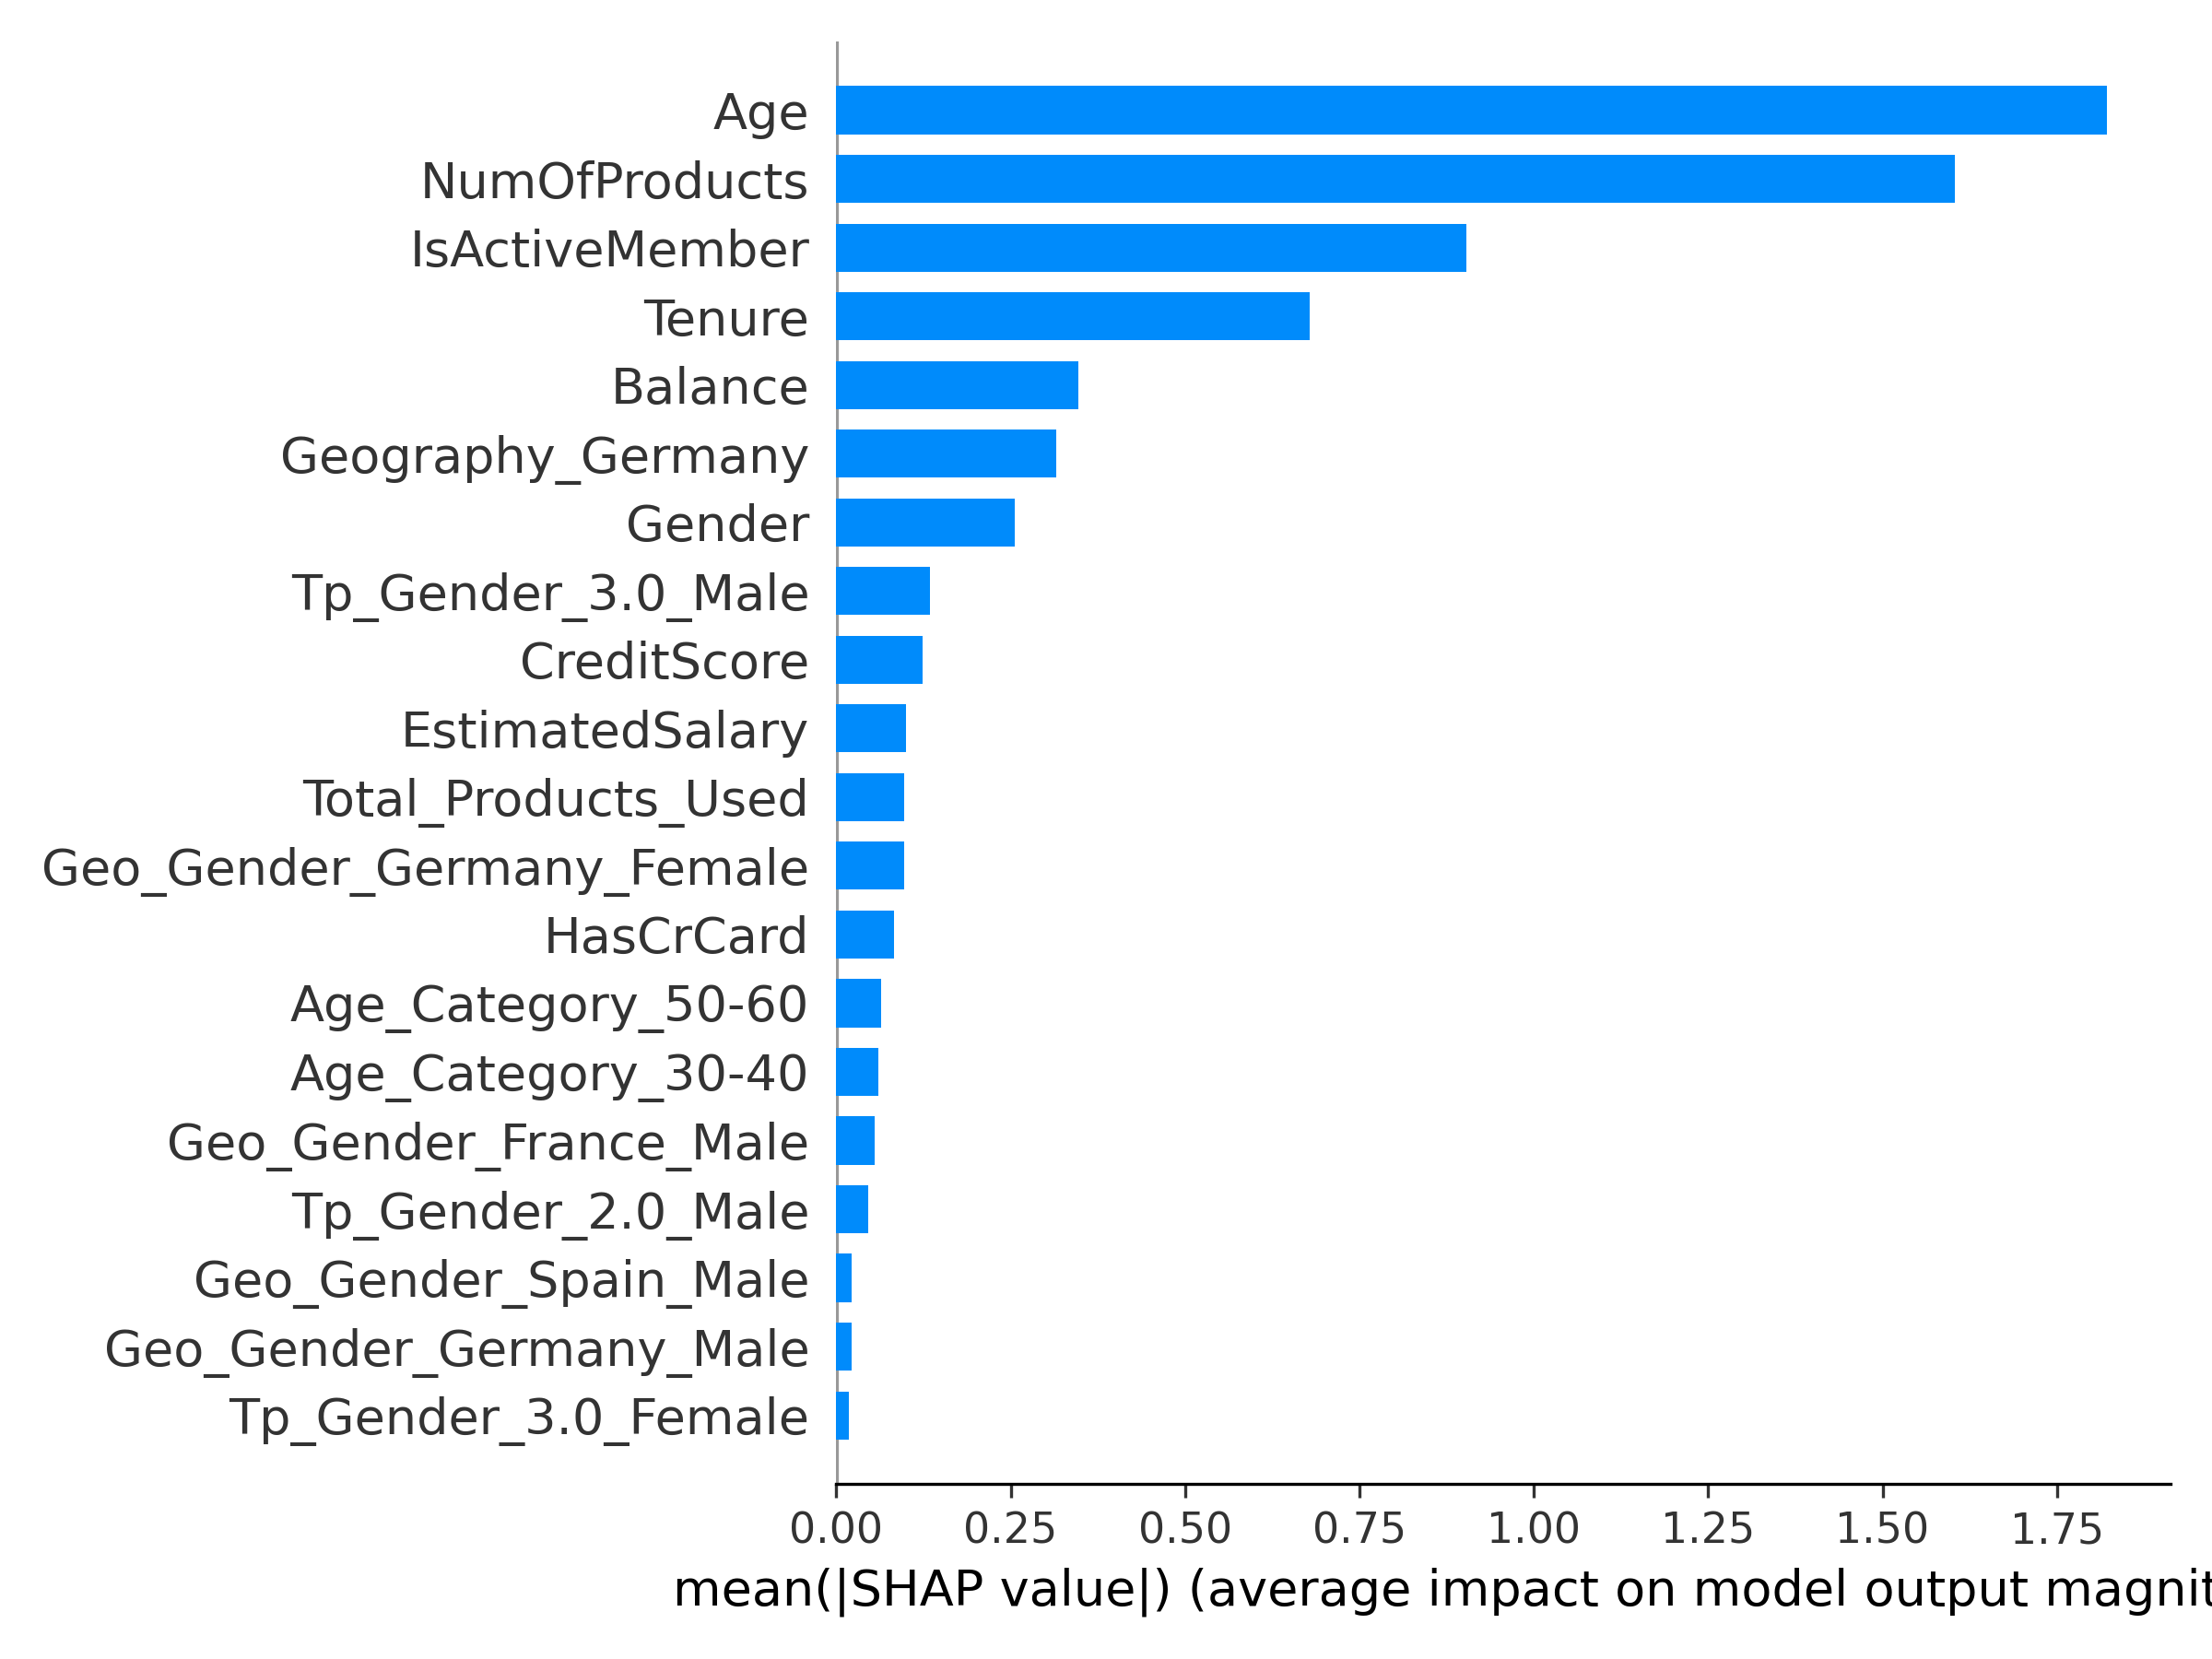 Age
NumOfProducts
IsActiveMember
Tenure
Balance
Geography_Germany
Gender
Tp_Gender_3.0_Male
CreditScore
EstimatedSalary
Total_Products_Used
Geo_Gender_Germany_Female
HasCrCard
Age_Category_50-60
Age_Category_30-40
Geo_Gender_France_Male
Tp_Gender_2.0_Male
Geo_Gender_Spain_Male
Geo_Gender_Germany_Male
Tp_Gender_3.0_Female
0.00 0.25 0.50 0.75 1.00 1.25 1.50 1.75
mean(|SHAP value|) (average impact on model output magnit